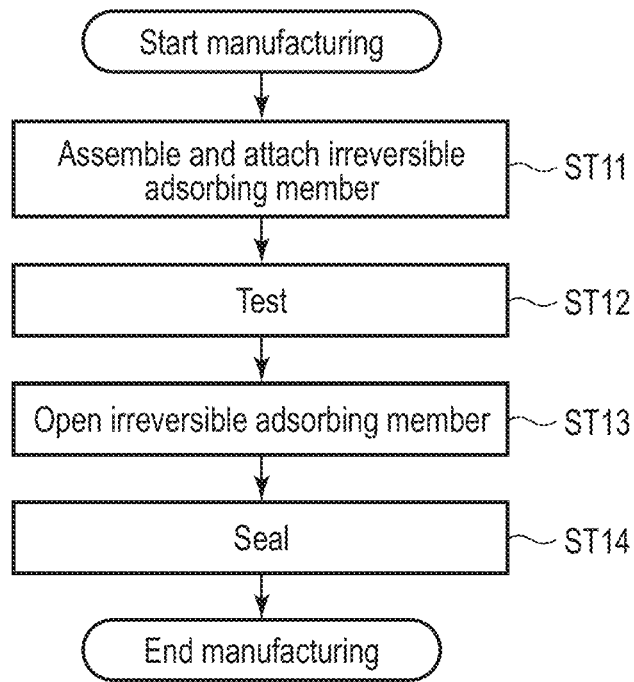 Start manufacturing
Assemble and attach irreversible
adsorbing member
ST11
Test
ST12
Open irreversible adsorbing member
ST13
Seal
ST14
End manufacturing